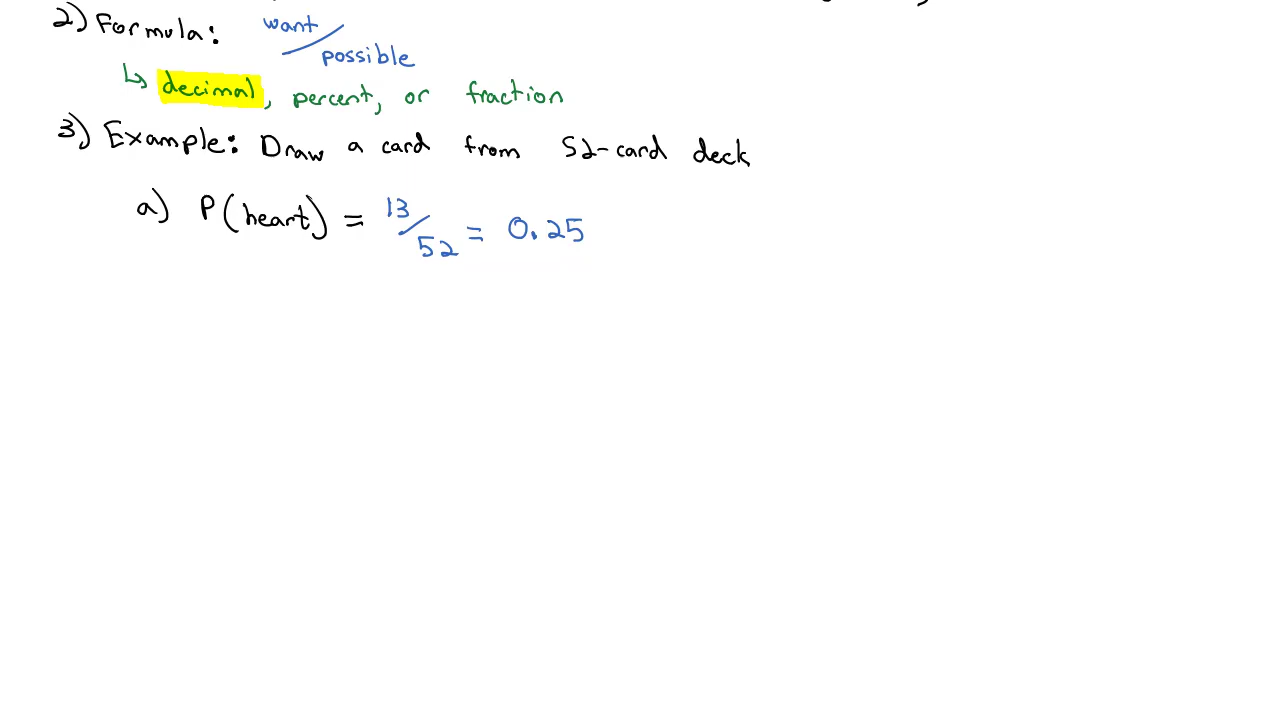 2) Formula: want/possible
↳ decimal, percent, or fraction
3) Example: Draw a card from 52-card deck
a) P(heart) = 13/52 = 0.25